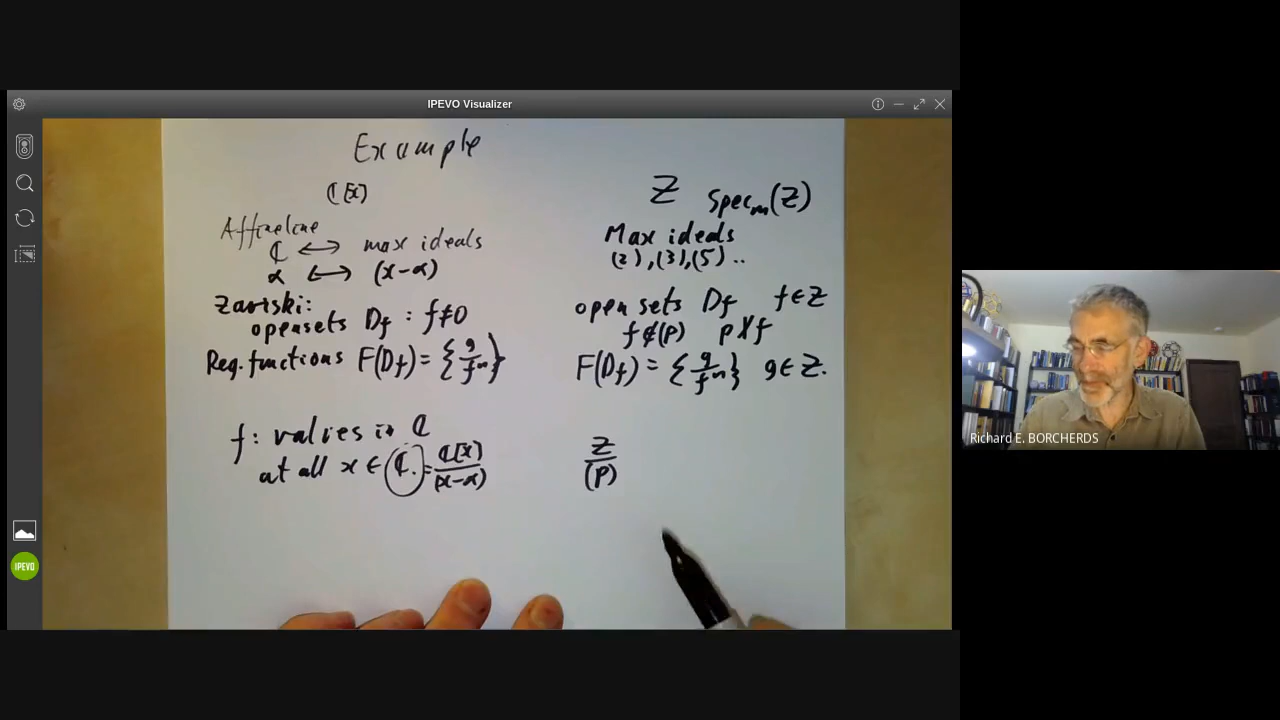 IPEVO Visualizer
Example
ℂ[x]
Affine line
ℂ ⟷ max ideals
α ⟷ (x-α)
Zariski:
open sets D_f : f≠0
Reg. functions F(D_f) = {g/f^n}
f: values in ℂ
at all x ∈ ℂ. = ℂ[x]/(x-α)
ℤ Spec_m(ℤ)
Max ideals
(2), (3), (5) ..
open sets D_f f∈ℤ
f∉(p) p∤f
F(D_f) = {g/f^n} g∈ℤ.
ℤ/(p)
IPEVO
Richard E. BORCHERDS